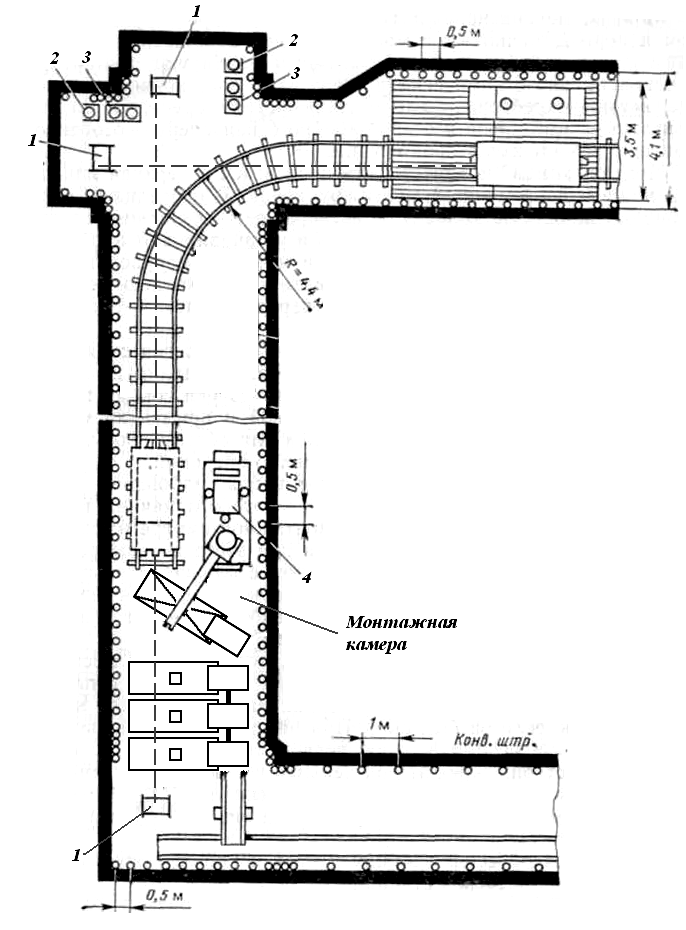 1
2
0,5 м
2
3
3
1
3,5 м
4,1 м
R=4,4 м
0,5 м
4
Монтажная
камера
1 м
Конв. штр.
1
0,5 м